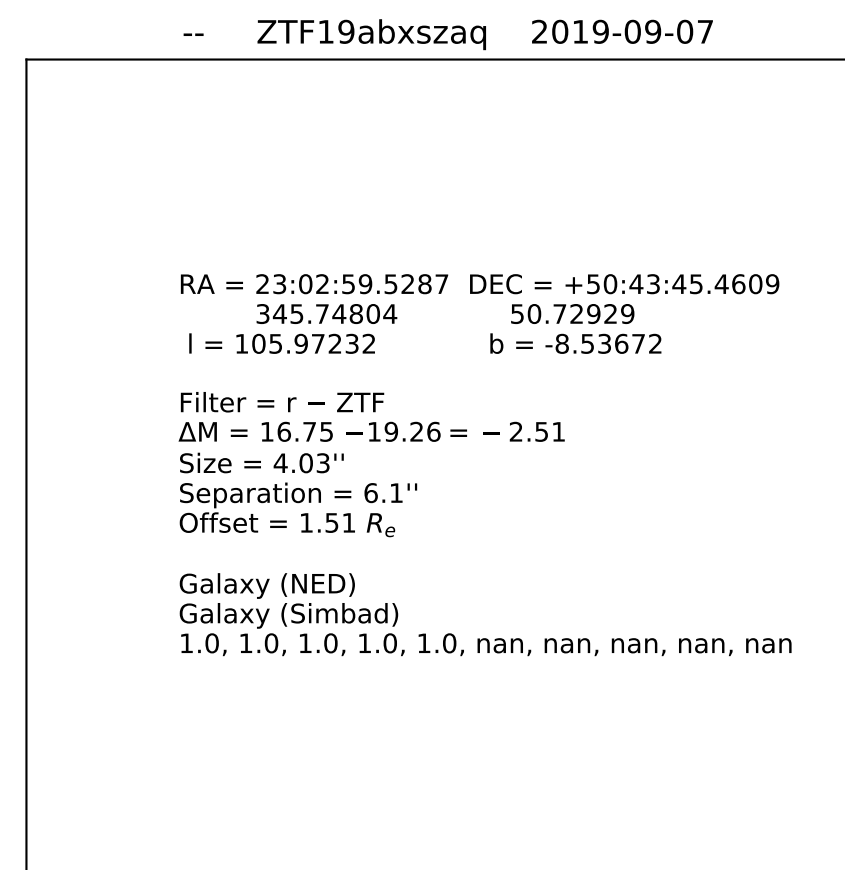 -- ZTF19abxszaq 2019-09-07
RA = 23:02:59.5287 DEC = +50:43:45.4609
345.74804 50.72929
l = 105.97232 b = -8.53672
Filter = r − ZTF
ΔM = 16.75 −19.26 = − 2.51
Size = 4.03''
Separation = 6.1''
Offset = 1.51 Re
Galaxy (NED)
Galaxy (Simbad)
1.0, 1.0, 1.0, 1.0, 1.0, nan, nan, nan, nan, nan